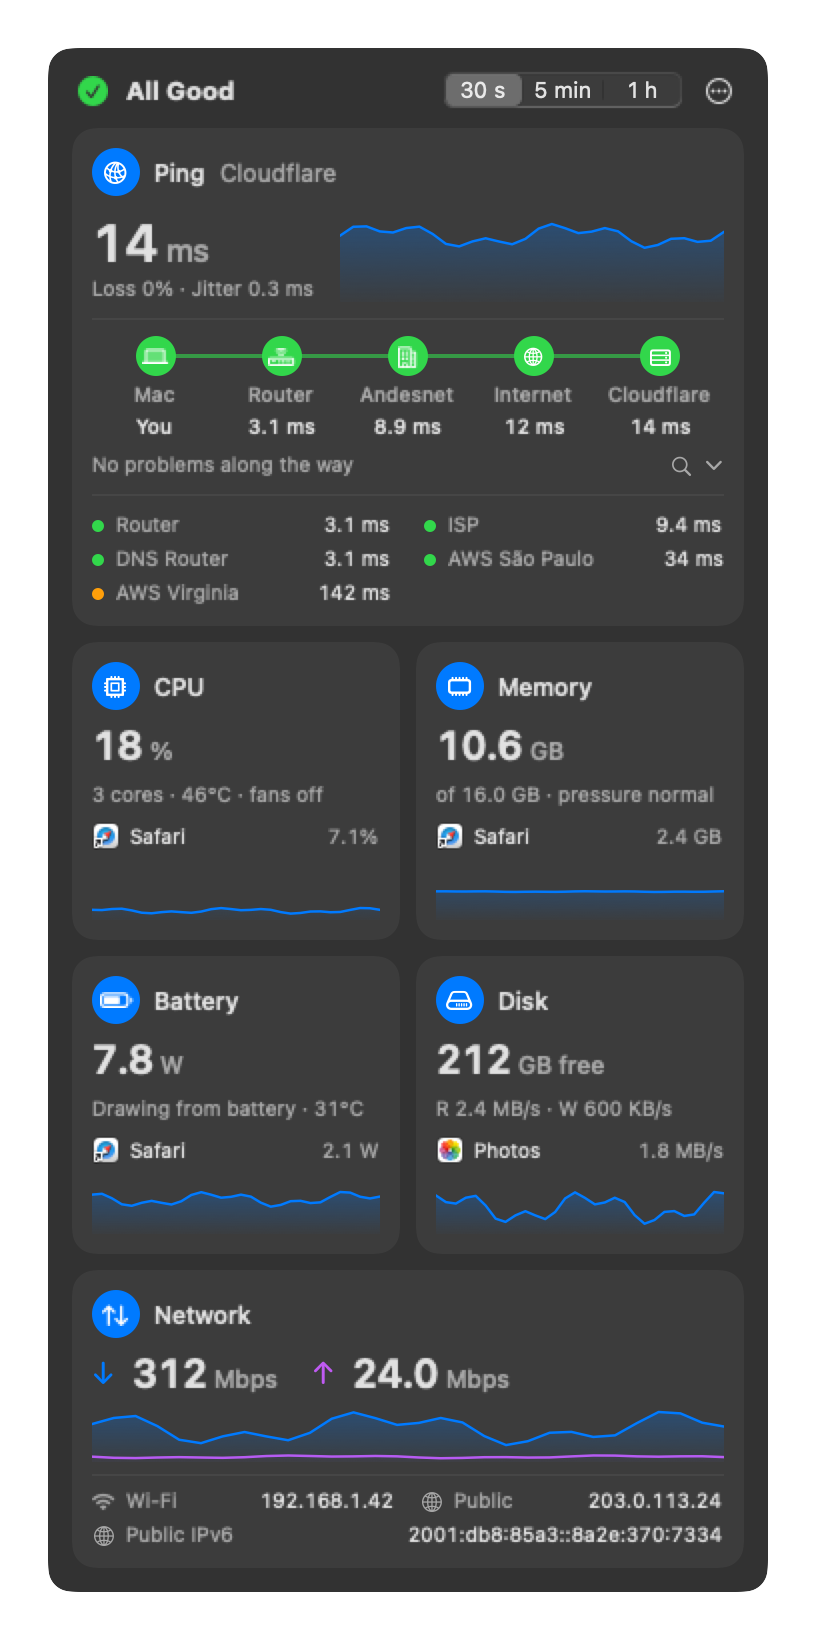 All Good
30 s 5 min 1 h
Ping Cloudflare
14 ms
Loss 0% · Jitter 0.3 ms
Mac Router Andesnet Internet Cloudflare
You 3.1 ms 8.9 ms 12 ms 14 ms
No problems along the way
Router 3.1 ms ISP 9.4 ms
DNS Router 3.1 ms AWS São Paulo 34 ms
AWS Virginia 142 ms
CPU
18 %
3 cores · 46°C · fans off
Safari 7.1%
Memory
10.6 GB
of 16.0 GB · pressure normal
Safari 2.4 GB
Battery
7.8 W
Drawing from battery · 31°C
Safari 2.1 W
Disk
212 GB free
R 2.4 MB/s · W 600 KB/s
Photos 1.8 MB/s
Network
↓ 312 Mbps ↑ 24.0 Mbps
Wi-Fi 192.168.1.42 Public 203.0.113.24
Public IPv6 2001:db8:85a3::8a2e:370:7334